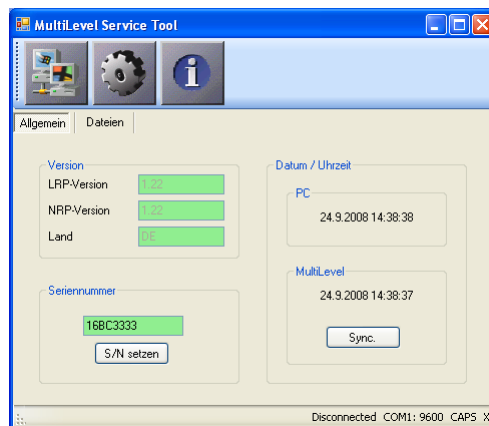 MultiLevel Service Tool
Allgemein Dateien
Version
LRP-Version 1.22
NRP-Version 1.22
Land DE
Seriennummer
16BC3333
S/N setzen
Datum / Uhrzeit
PC
24.9.2008 14:38:38
MultiLevel
24.9.2008 14:38:37
Sync.
Disconnected COM1: 9600 CAPS X